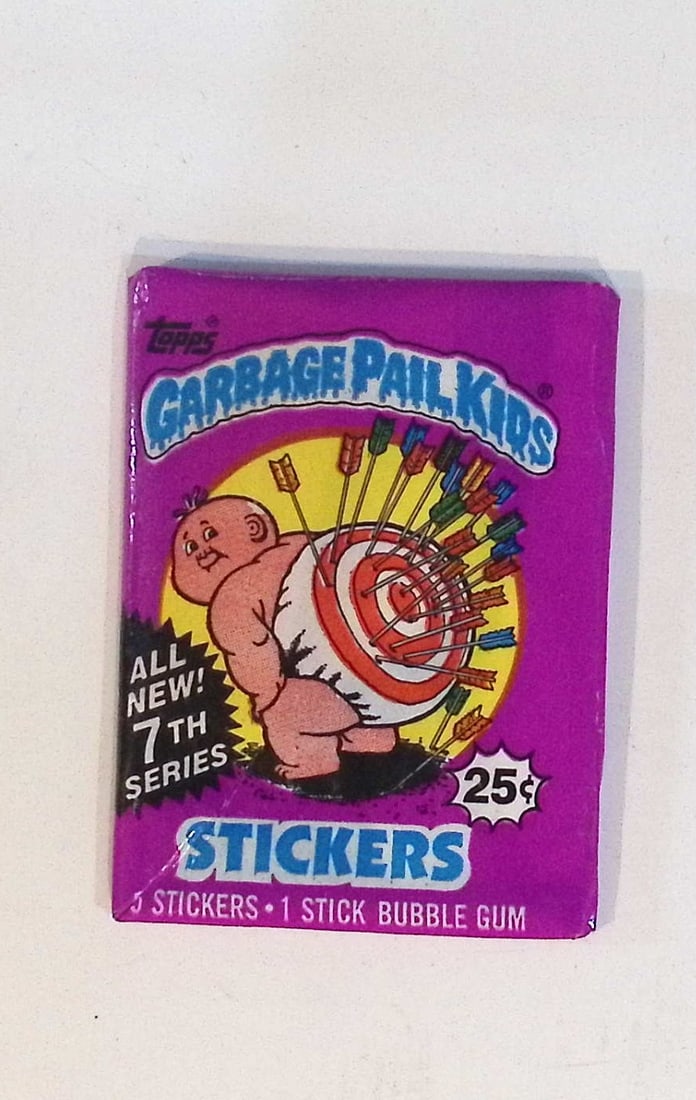 Topps®
GARBAGE PAIL KIDS®
ALL
NEW!
7TH
SERIES
25¢
STICKERS
5 STICKERS • 1 STICK BUBBLE GUM